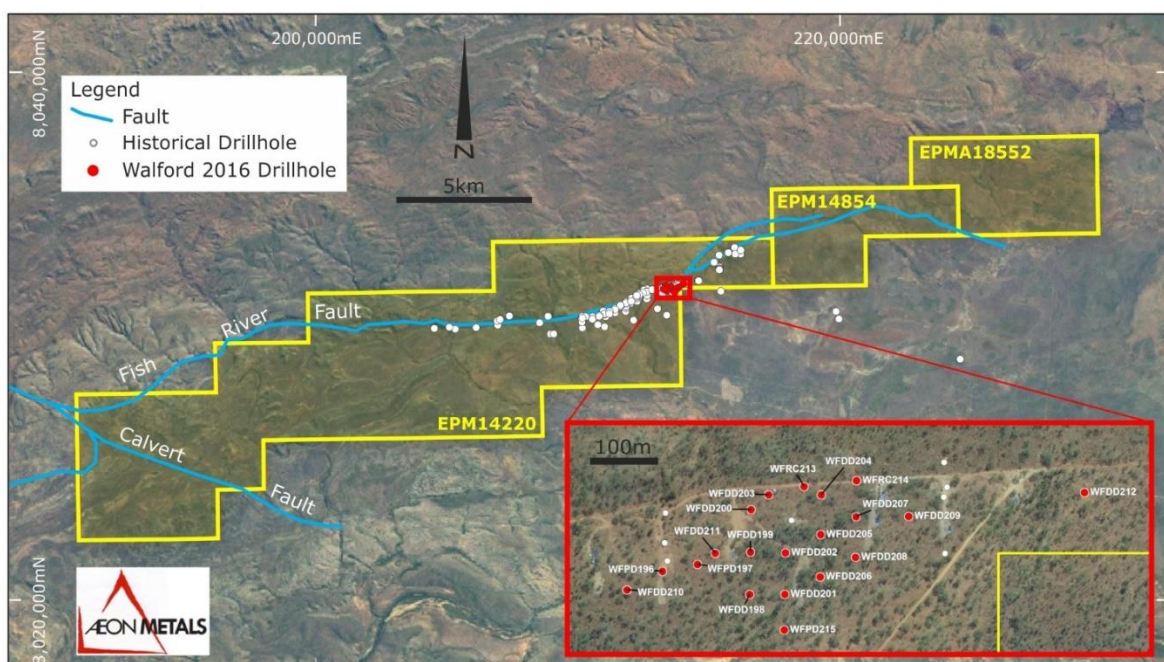 200,000mE
220,000mE
8,040,000mN
Legend
Fault
Historical Drillhole
Walford 2016 Drillhole
N
5km
EPMA18552
EPM14854
Fish River Fault
EPM14220
Calvert Fault
100m
WFDD204
WFRC213
WFRC214
WFDD203
WFDD212
WFDD200
WFDD207
WFDD209
WFDD211
WFDD199
WFDD205
WFDD202
WFPD196
WFPD197
WFDD208
WFDD206
WFDD210
WFDD198
WFDD201
WFPD215
8,020,000mN
ÆON METALS